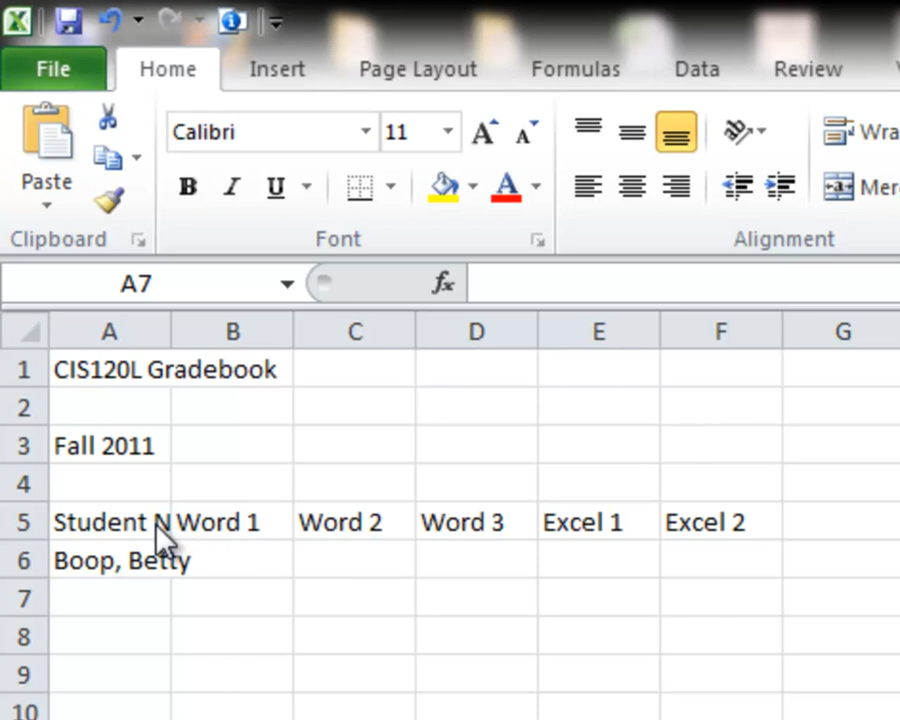 File Home Insert Page Layout Formulas Data Review
Calibri 11 A A Wra
Paste B I U A Mer
Clipboard Font Alignment
A7 fx
A B C D E F G
1 CIS120L Gradebook
2
3 Fall 2011
4
5 Student N Word 1 Word 2 Word 3 Excel 1 Excel 2
6 Boop, Betty
7
8
9
10